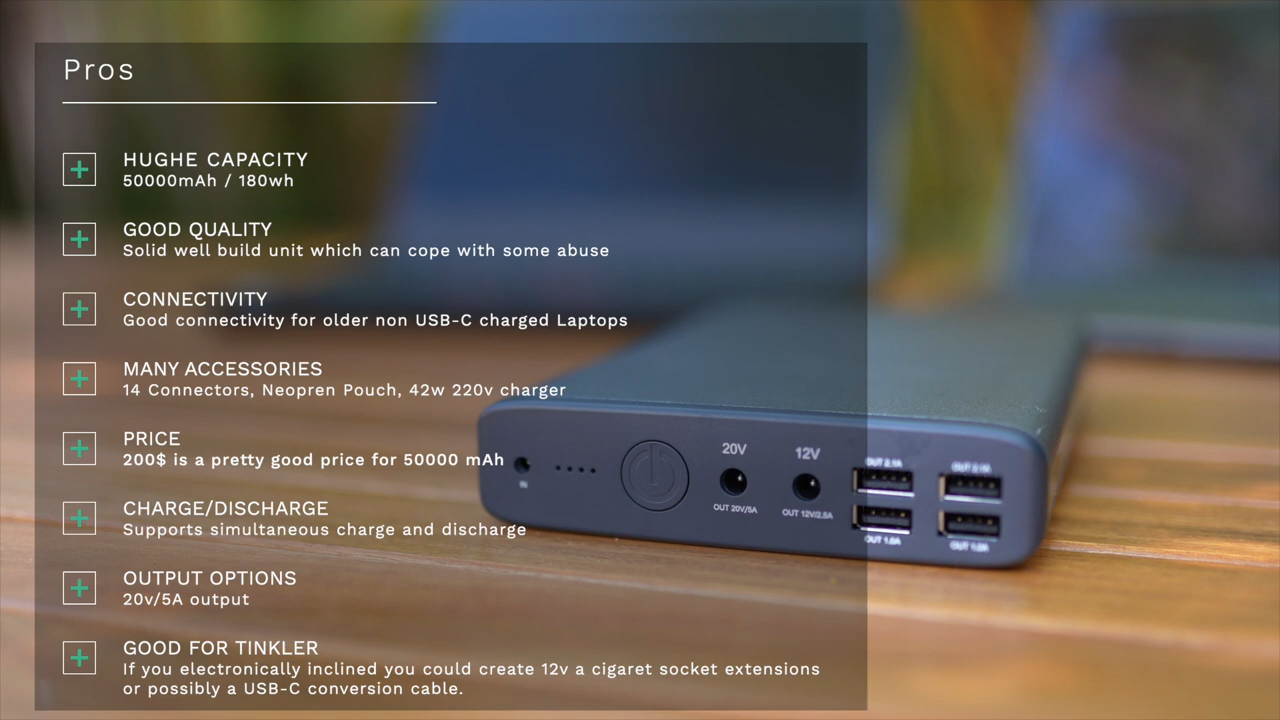 Pros
HUGHE CAPACITY
50000mAh / 180wh
GOOD QUALITY
Solid well build unit which can cope with some abuse
CONNECTIVITY
Good connectivity for older non USB-C charged Laptops
MANY ACCESSORIES
14 Connectors, Neopren Pouch, 42w 220v charger
PRICE
200$ is a pretty good price for 50000 mAh
CHARGE/DISCHARGE
Supports simultaneous charge and discharge
OUTPUT OPTIONS
20v/5A output
GOOD FOR TINKLER
If you electronically inclined you could create 12v a cigaret socket extensions
or possibly a USB-C conversion cable.
IN
20V
OUT 20V/5A
12V
OUT 12V/2.5A
OUT 2.1A
OUT 2.1A
OUT 1.0A
OUT 1.0A